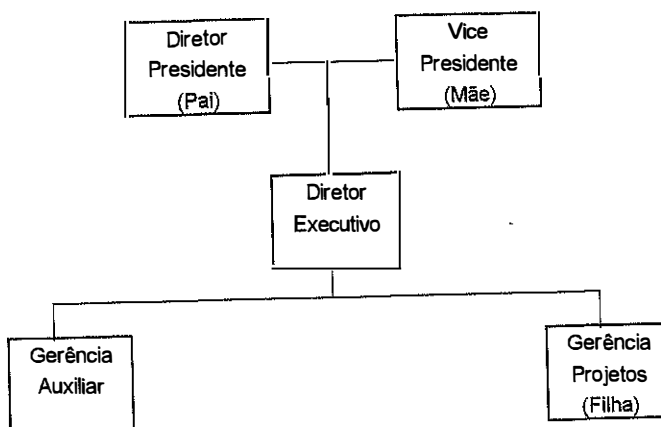 Diretor
Presidente
(Pai)
Vice
Presidente
(Mãe)
Diretor
Executivo
Gerência
Auxiliar
Gerência
Projetos
(Filha)